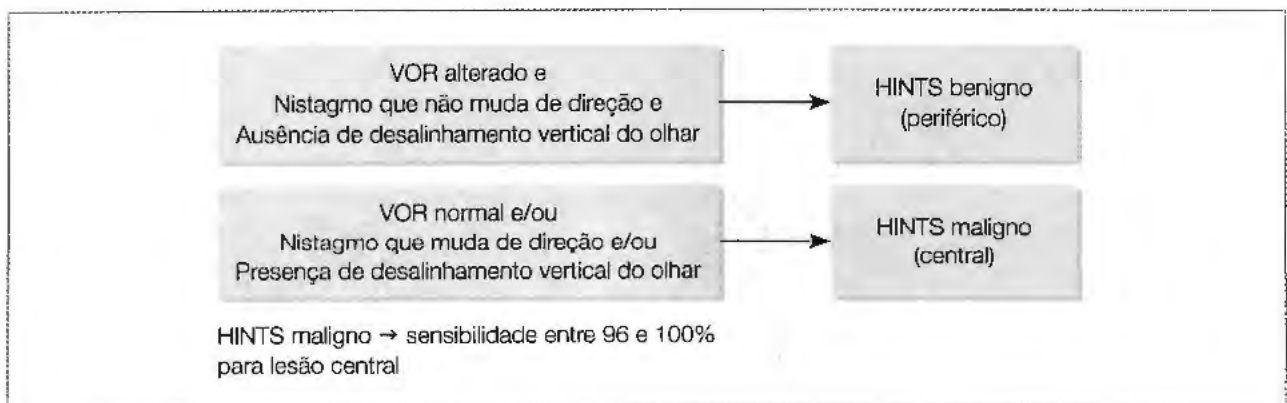 VOR alterado e
Nistagmo que não muda de direção e
Ausência de desalinhamento vertical do olhar
HINTS benigno
(periférico)
VOR normal e/ou
Nistagmo que muda de direção e/ou
Presença de desalinhamento vertical do olhar
HINTS maligno
(central)
HINTS maligno → sensibilidade entre 96 e 100%
para lesão central